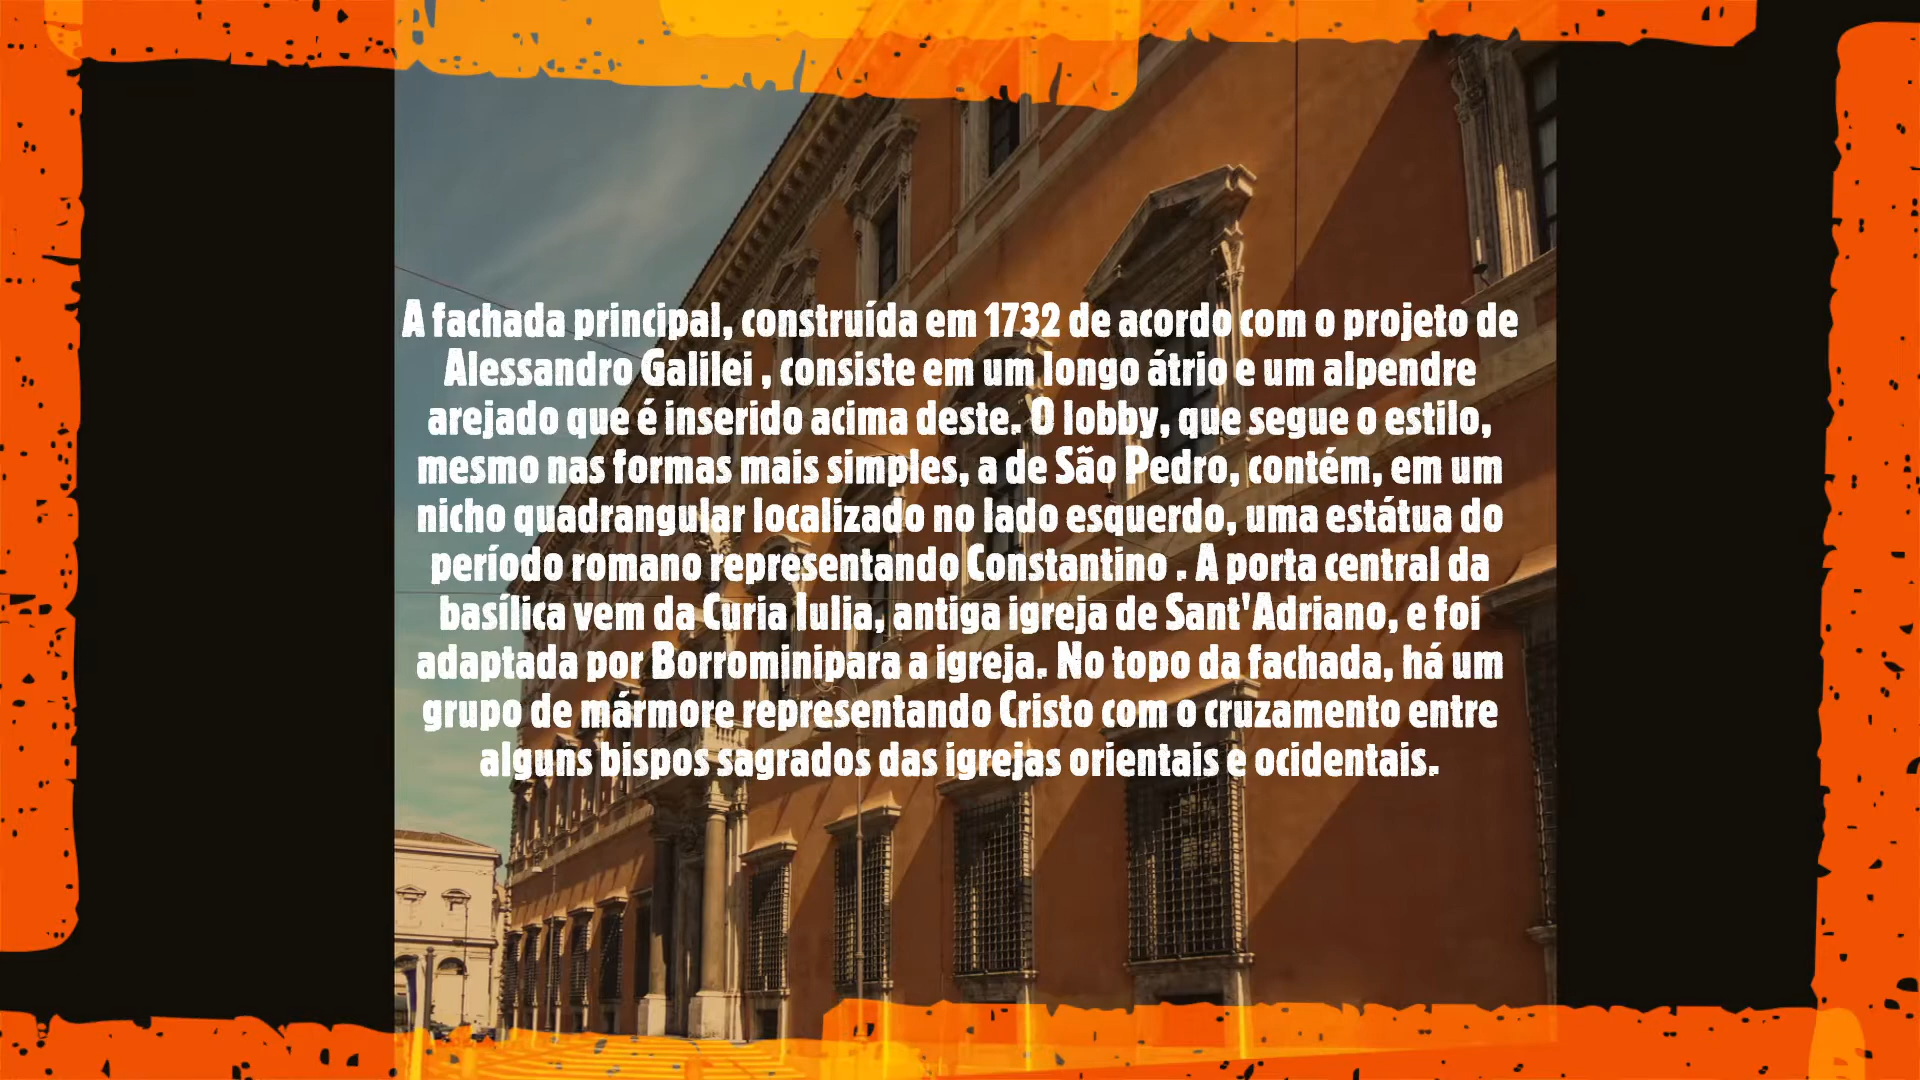 A fachada principal, construída em 1732 de acordo com o projeto de
Alessandro Galilei , consiste em um longo átrio e um alpendre
arejado que é inserido acima deste. O lobby, que segue o estilo,
mesmo nas formas mais simples, a de São Pedro, contém, em um
nicho quadrangular localizado no lado esquerdo, uma estátua do
período romano representando Constantino . A porta central da
basílica vem da Curia Iulia, antiga igreja de Sant'Adriano, e foi
adaptada por Borrominipara a igreja. No topo da fachada, há um
grupo de mármore representando Cristo com o cruzamento entre
alguns bispos sagrados das igrejas orientais e ocidentais.